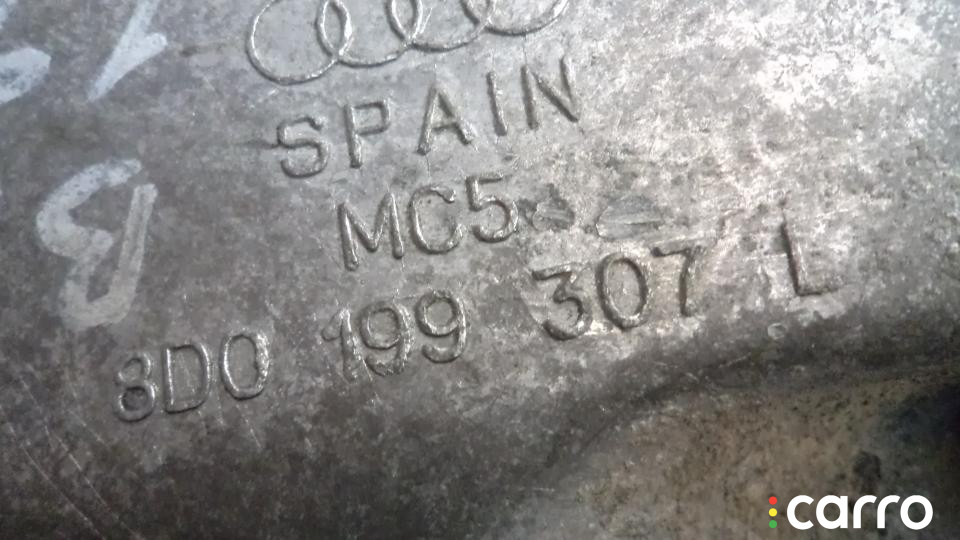 SPAIN
MC5
8D0 199 307 L
B
carro